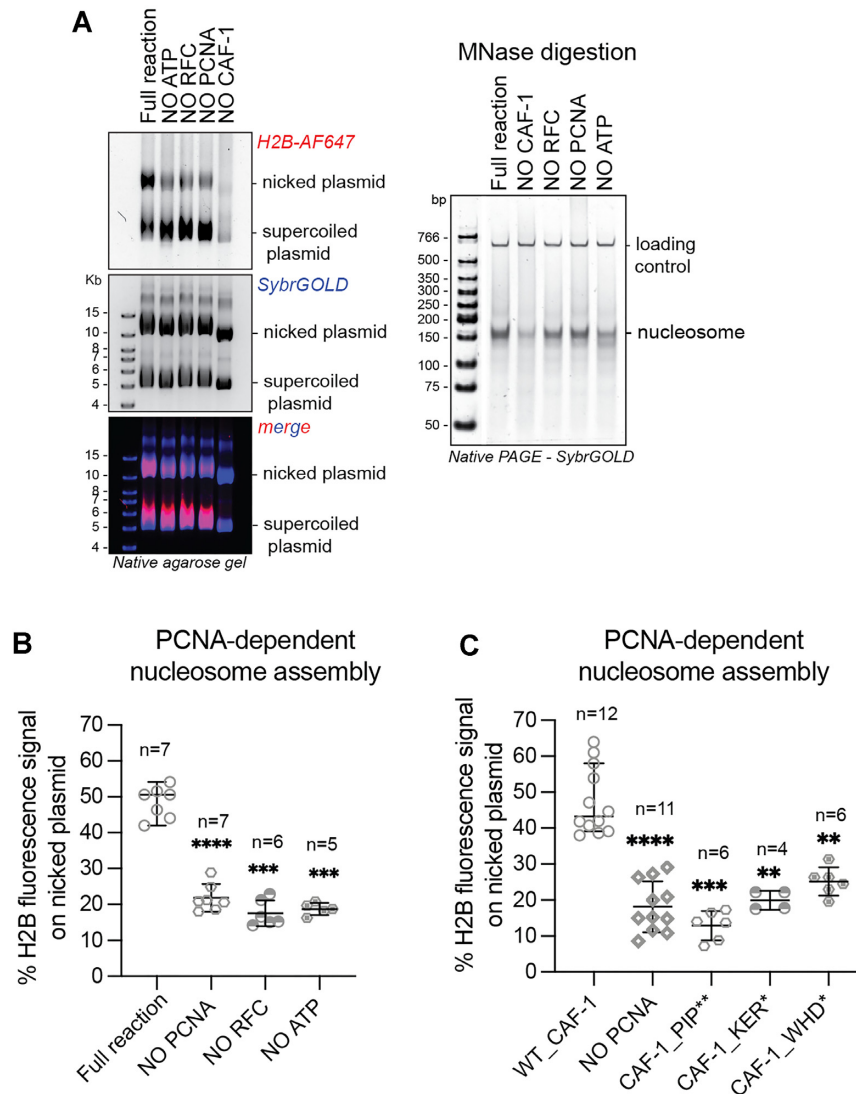 A
Full reaction
NO ATP
NO RFC
NO PCNA
NO CAF-1
H2B-AF647
nicked plasmid
supercoiled
plasmid
Kb
SybrGOLD
15
10
8
7
6
5
4
nicked plasmid
supercoiled
plasmid
merge
15
10
8
7
6
5
4
nicked plasmid
supercoiled
plasmid
Native agarose gel
MNase digestion
Full reaction
NO CAF-1
NO RFC
NO PCNA
NO ATP
bp
766
500
350
300
250
200
150
100
75
50
loading
control
nucleosome
Native PAGE - SybrGOLD
B
PCNA-dependent
nucleosome assembly
% H2B fluorescence signal
on nicked plasmid
70
60
50
40
30
20
10
0
n=7
n=7
****
n=6
***
n=5
***
Full reaction
NO PCNA
NO RFC
NO ATP
C
PCNA-dependent
nucleosome assembly
% H2B fluorescence signal
on nicked plasmid
70
60
50
40
30
20
10
0
n=12
n=11
****
n=6
***
n=4
**
n=6
**
WT_CAF-1
NO PCNA
CAF-1_PIP**
CAF-1_KER*
CAF-1_WHD*